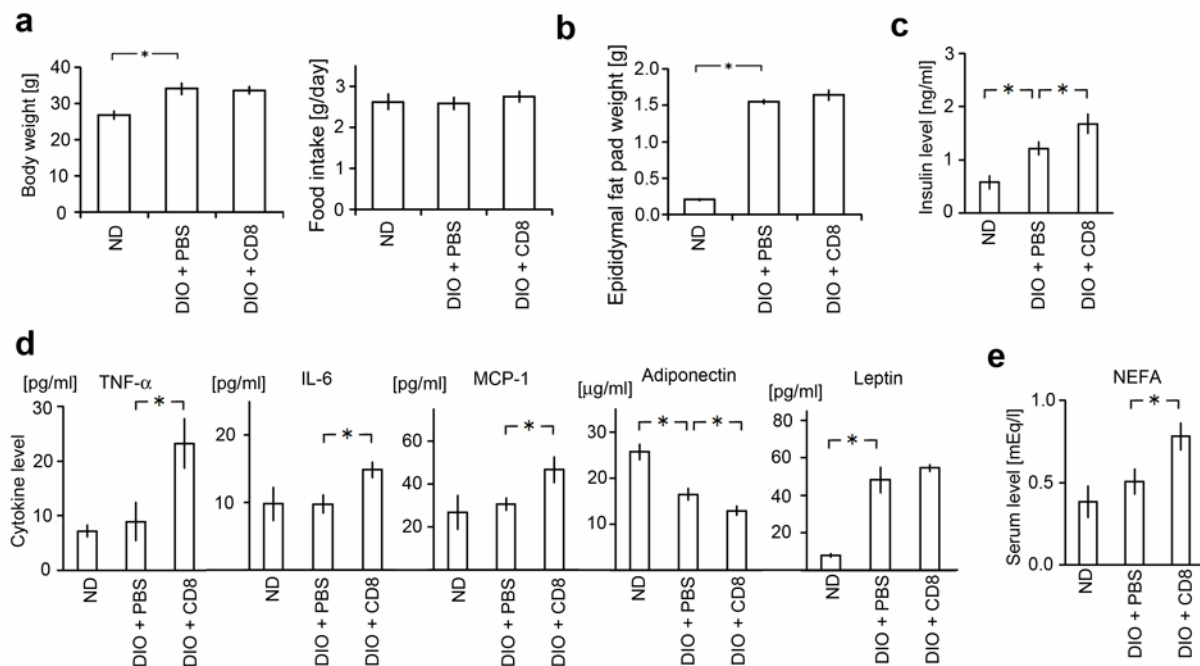 a
Body weight [g]
40
30
20
10
0
*
ND
DIO + PBS
DIO + CD8
Food intake [g/day]
3
2
1
0
ND
DIO + PBS
DIO + CD8
b
Epididymal fat pad weight [g]
2.0
1.5
1.0
0.5
0.0
*
ND
DIO + PBS
DIO + CD8
c
Insulin level [ng/ml]
3
2
1
0
* *
ND
DIO + PBS
DIO + CD8
d
Cytokine level
[pg/ml] TNF-α
30
20
10
0
*
ND
DIO + PBS
DIO + CD8
[pg/ml] IL-6
20
10
*
ND
DIO + PBS
DIO + CD8
[pg/ml] MCP-1
60
40
20
*
ND
DIO + PBS
DIO + CD8
[μg/ml] Adiponectin
30
20
10
* *
ND
DIO + PBS
DIO + CD8
[pg/ml] Leptin
80
60
40
20
*
ND
DIO + PBS
DIO + CD8
e
NEFA
Serum level [mEq/l]
1.0
0.5
0.0
*
ND
DIO + PBS
DIO + CD8